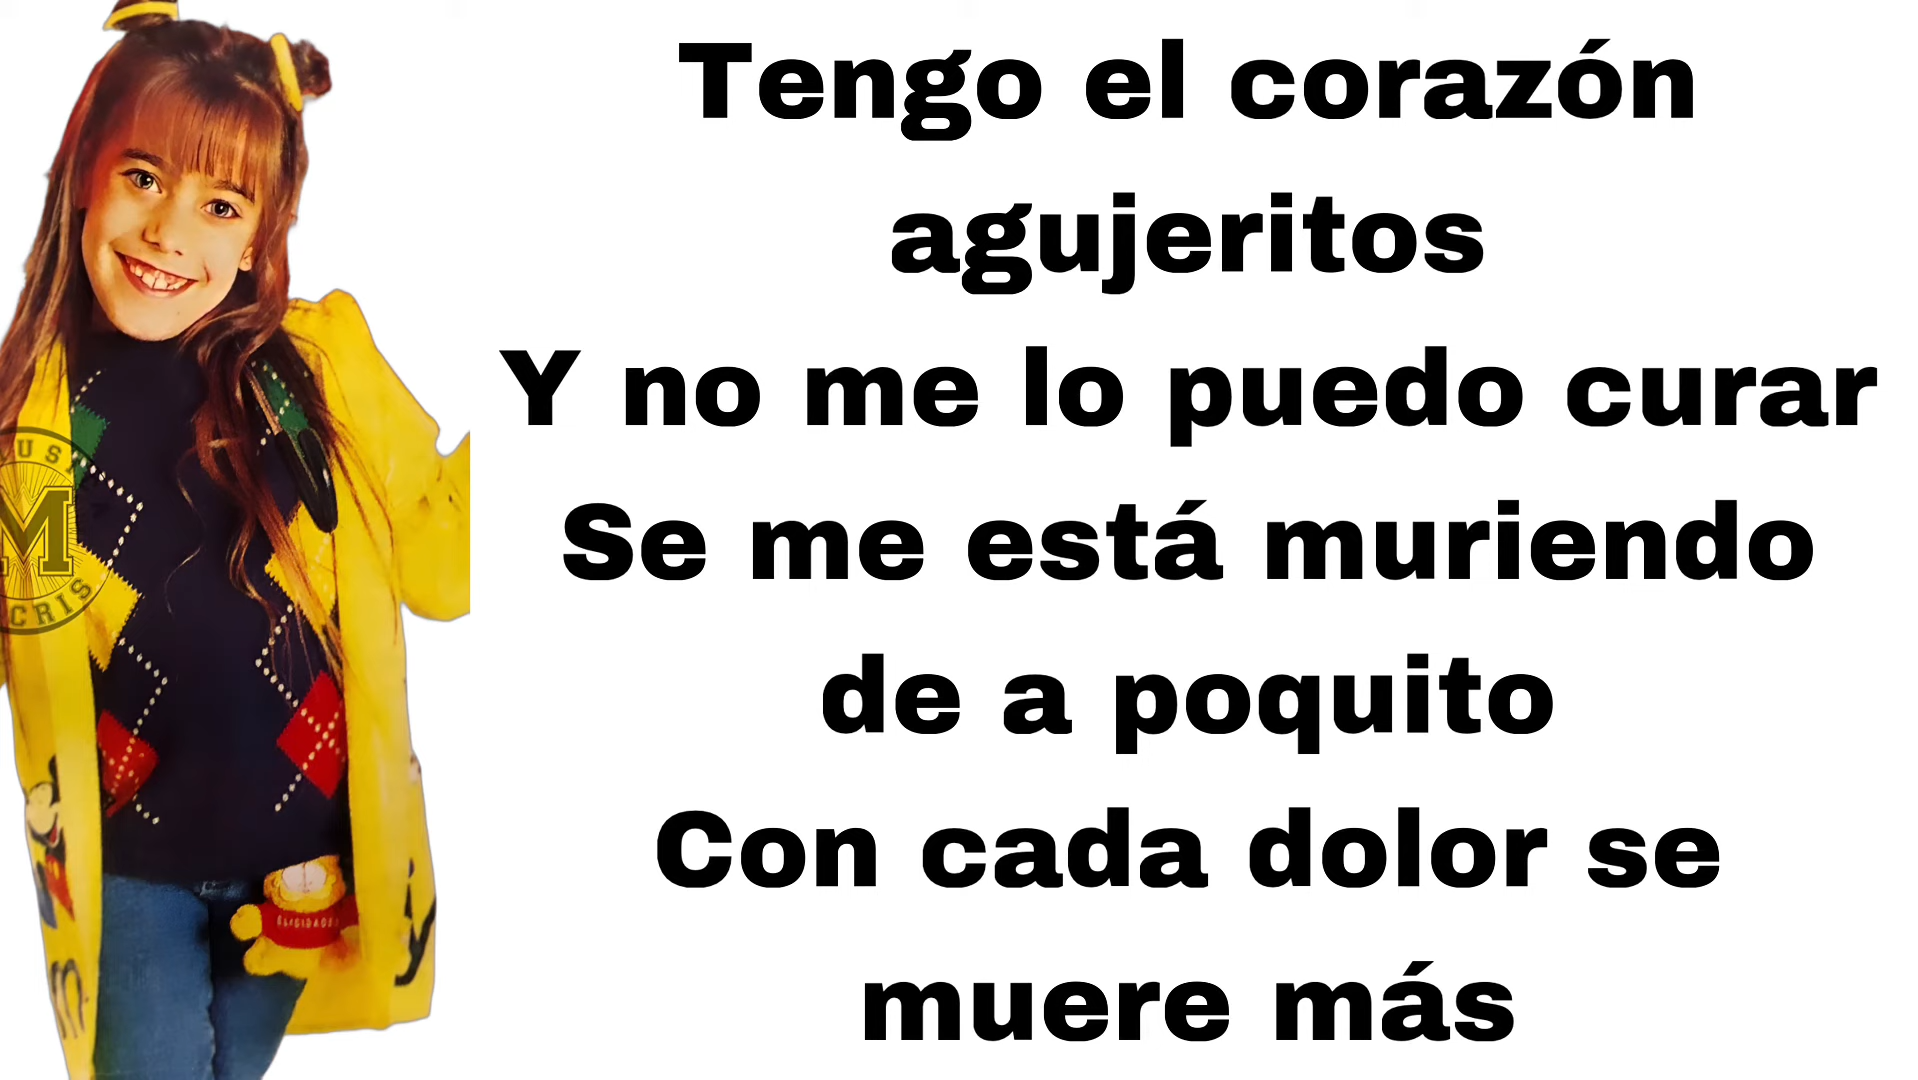 Tengo el corazón
agujeritos
Y no me lo puedo curar
Se me está muriendo
de a poquito
Con cada dolor se
muere más
M
CRIS